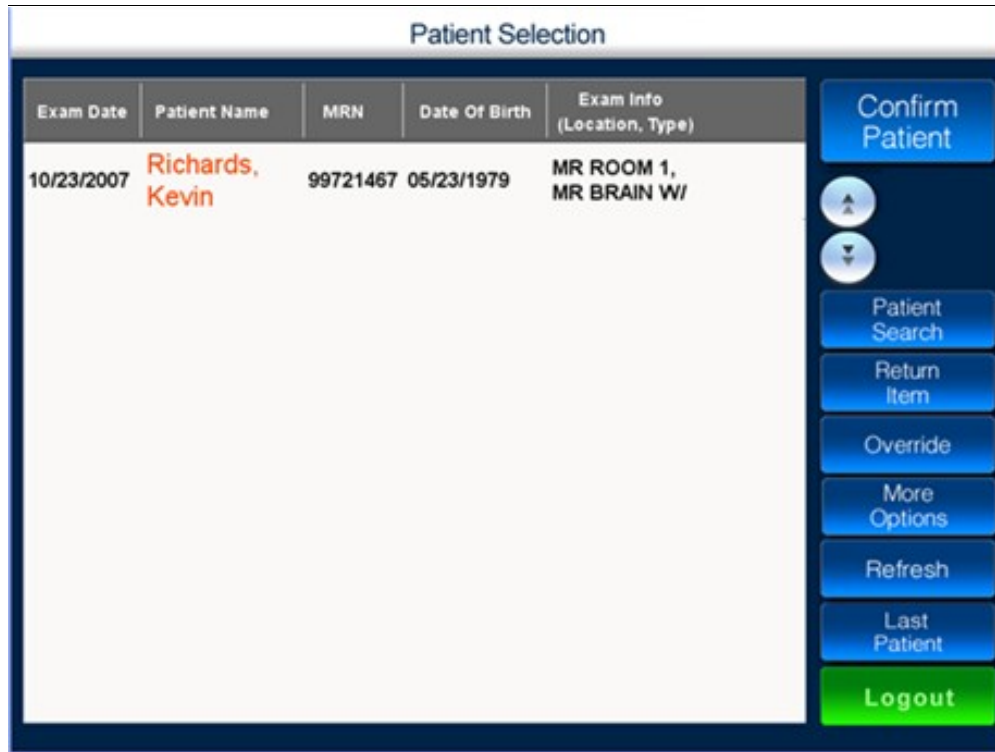 Patient Selection
Exam Date
Patient Name
MRN
Date Of Birth
Exam Info
(Location, Type)
10/23/2007
Richards,
Kevin
99721467
05/23/1979
MR ROOM 1,
MR BRAIN W/
Confirm
Patient
Patient
Search
Return
Item
Override
More
Options
Refresh
Last
Patient
Logout